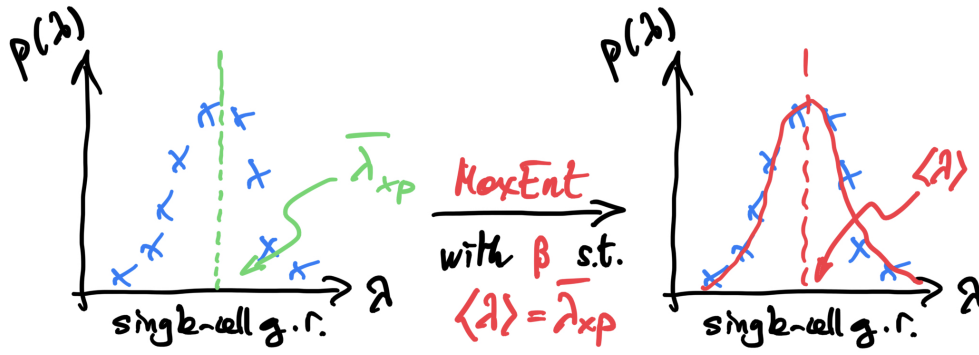 p(λ)
λ̅xp
λ
single-cell g.r.
MaxEnt
with β s.t.
⟨λ⟩ = λ̅xp
p(λ)
⟨λ⟩
λ
single-cell g.r.